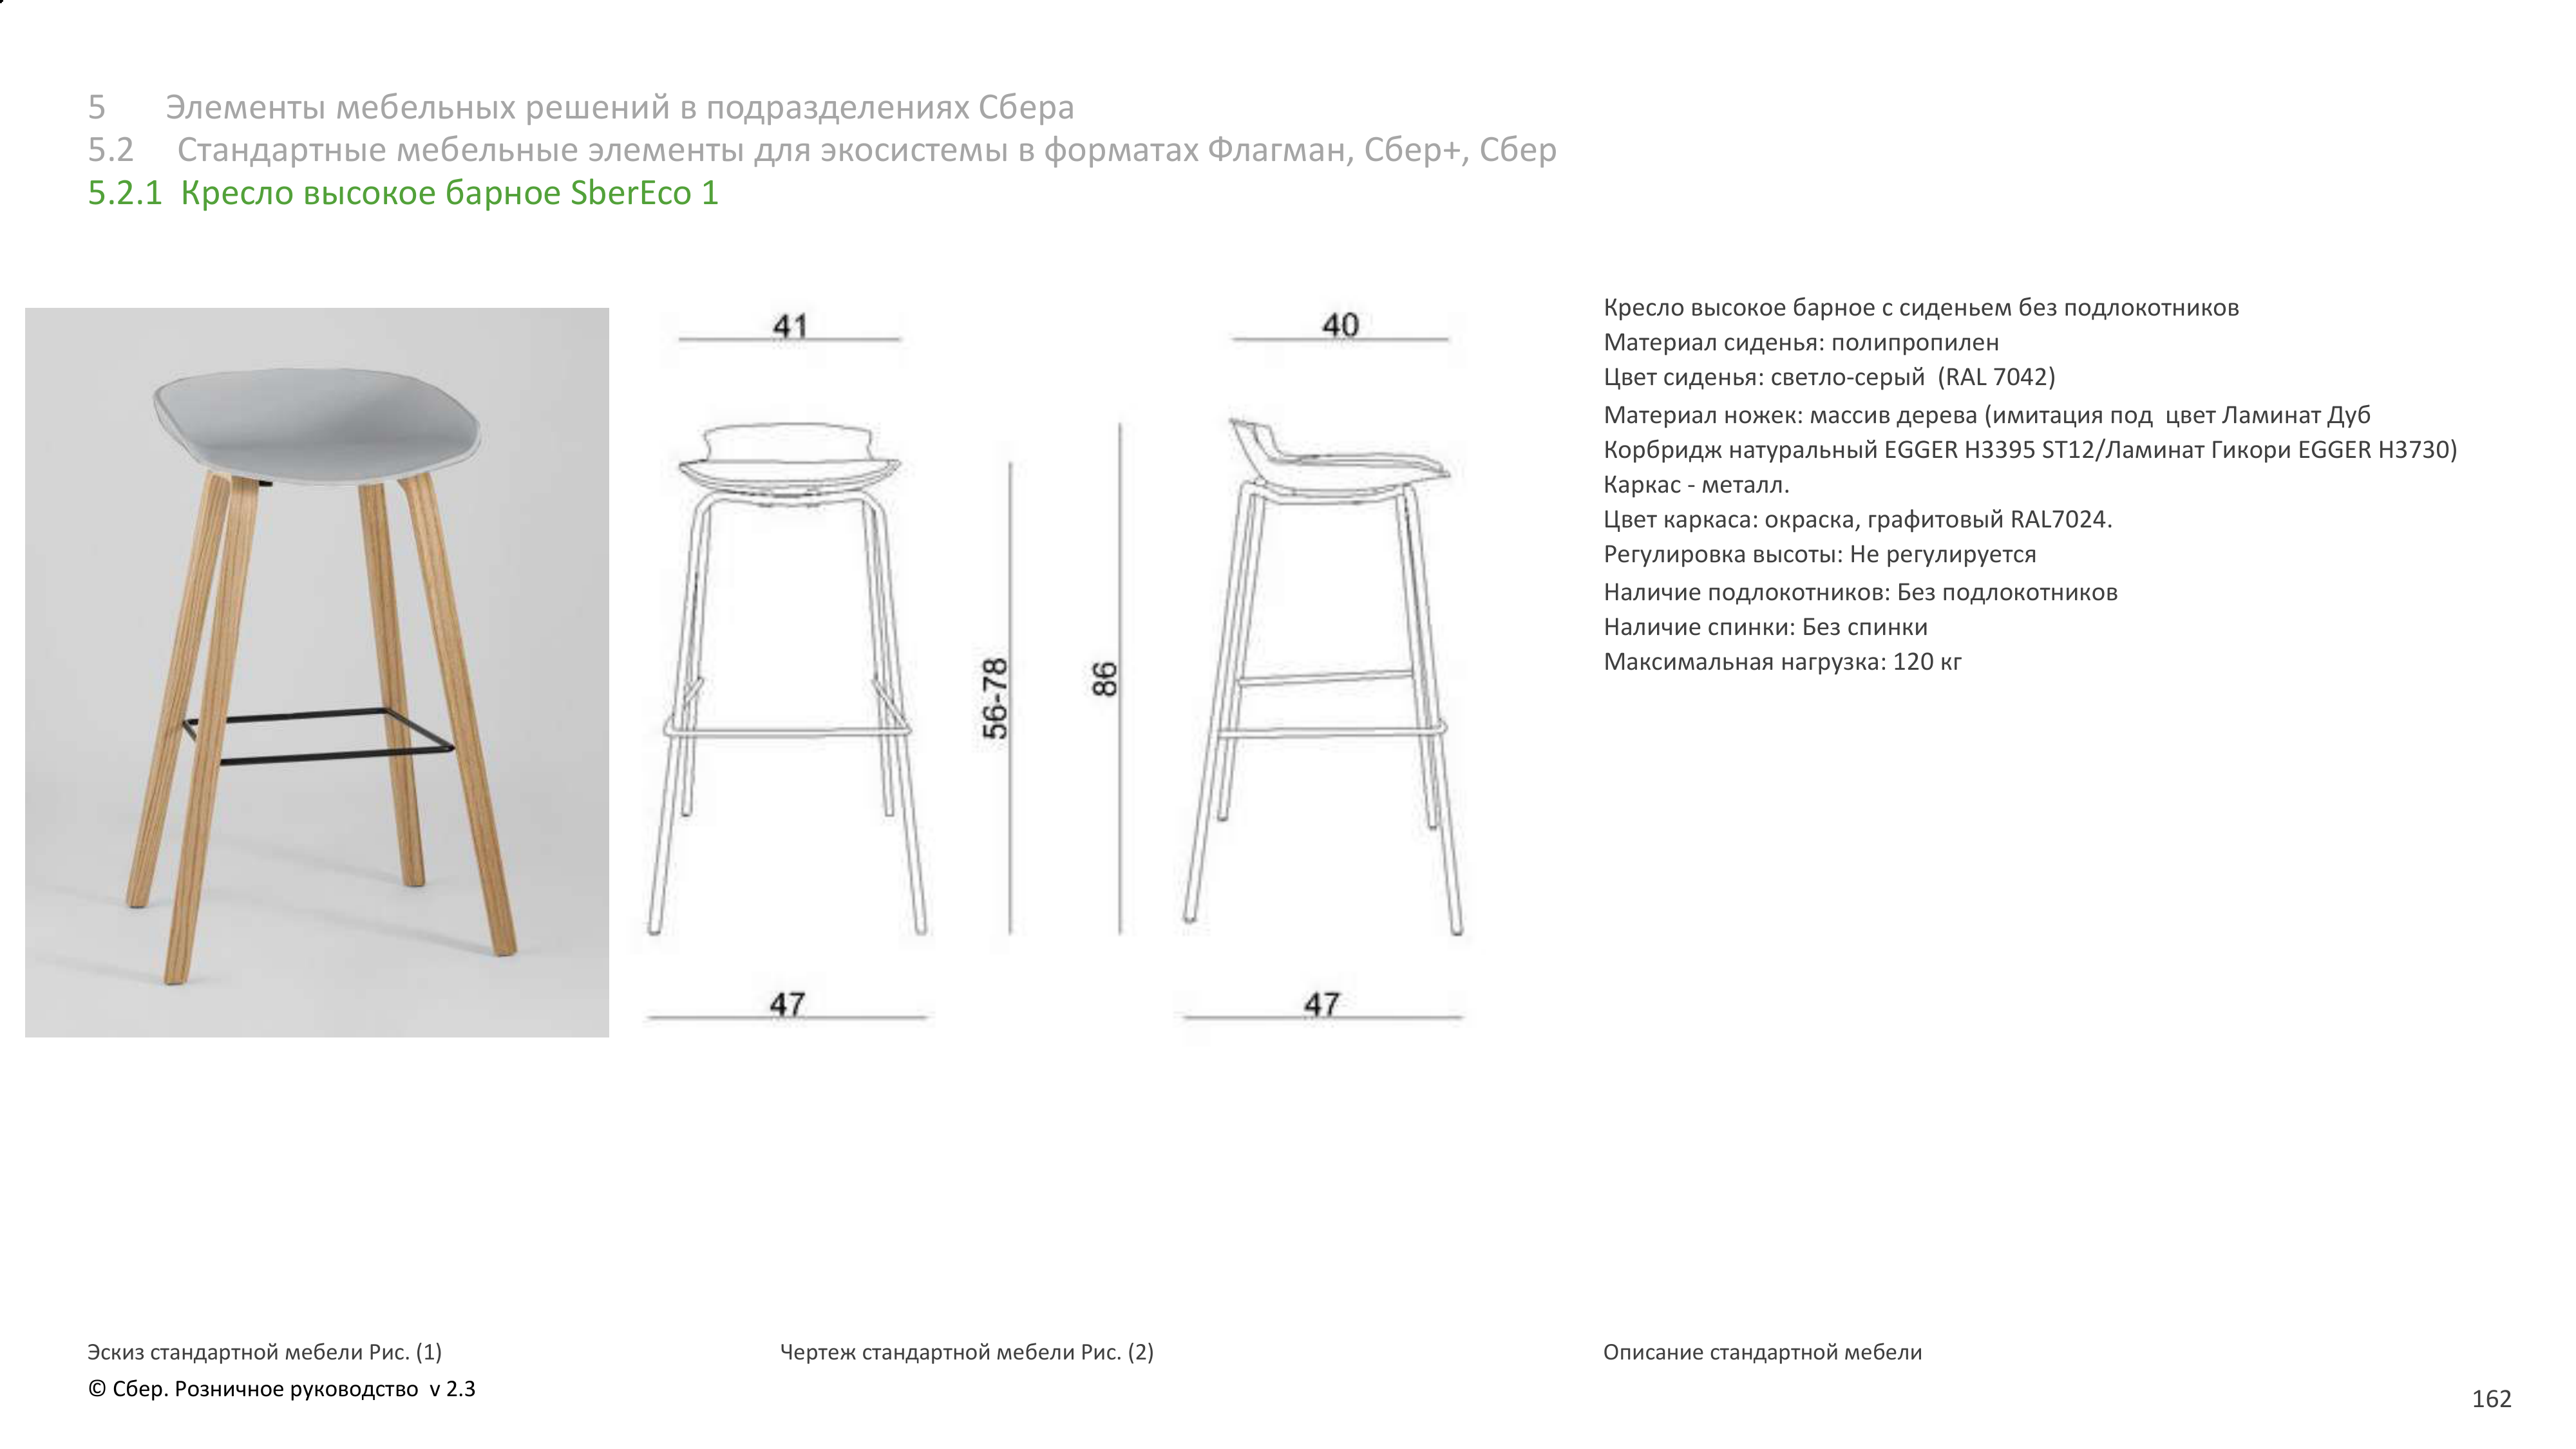 5 Элементы мебельных решений в подразделениях Сбера
5.2 Стандартные мебельные элементы для экосистемы в форматах Флагман, Сбер+, Сбер
5.2.1 Кресло высокое барное SberEco 1
41
40
56-78
86
47
47
Кресло высокое барное с сиденьем без подлокотников
Материал сиденья: полипропилен
Цвет сиденья: светло-серый (RAL 7042)
Материал ножек: массив дерева (имитация под цвет Ламинат Дуб
Корбридж натуральный EGGER H3395 ST12/Ламинат Гикори EGGER H3730)
Каркас - металл.
Цвет каркаса: окраска, графитовый RAL7024.
Регулировка высоты: Не регулируется
Наличие подлокотников: Без подлокотников
Наличие спинки: Без спинки
Максимальная нагрузка: 120 кг
Эскиз стандартной мебели Рис. (1)
Чертеж стандартной мебели Рис. (2)
Описание стандартной мебели
© Сбер. Розничное руководство v 2.3
162